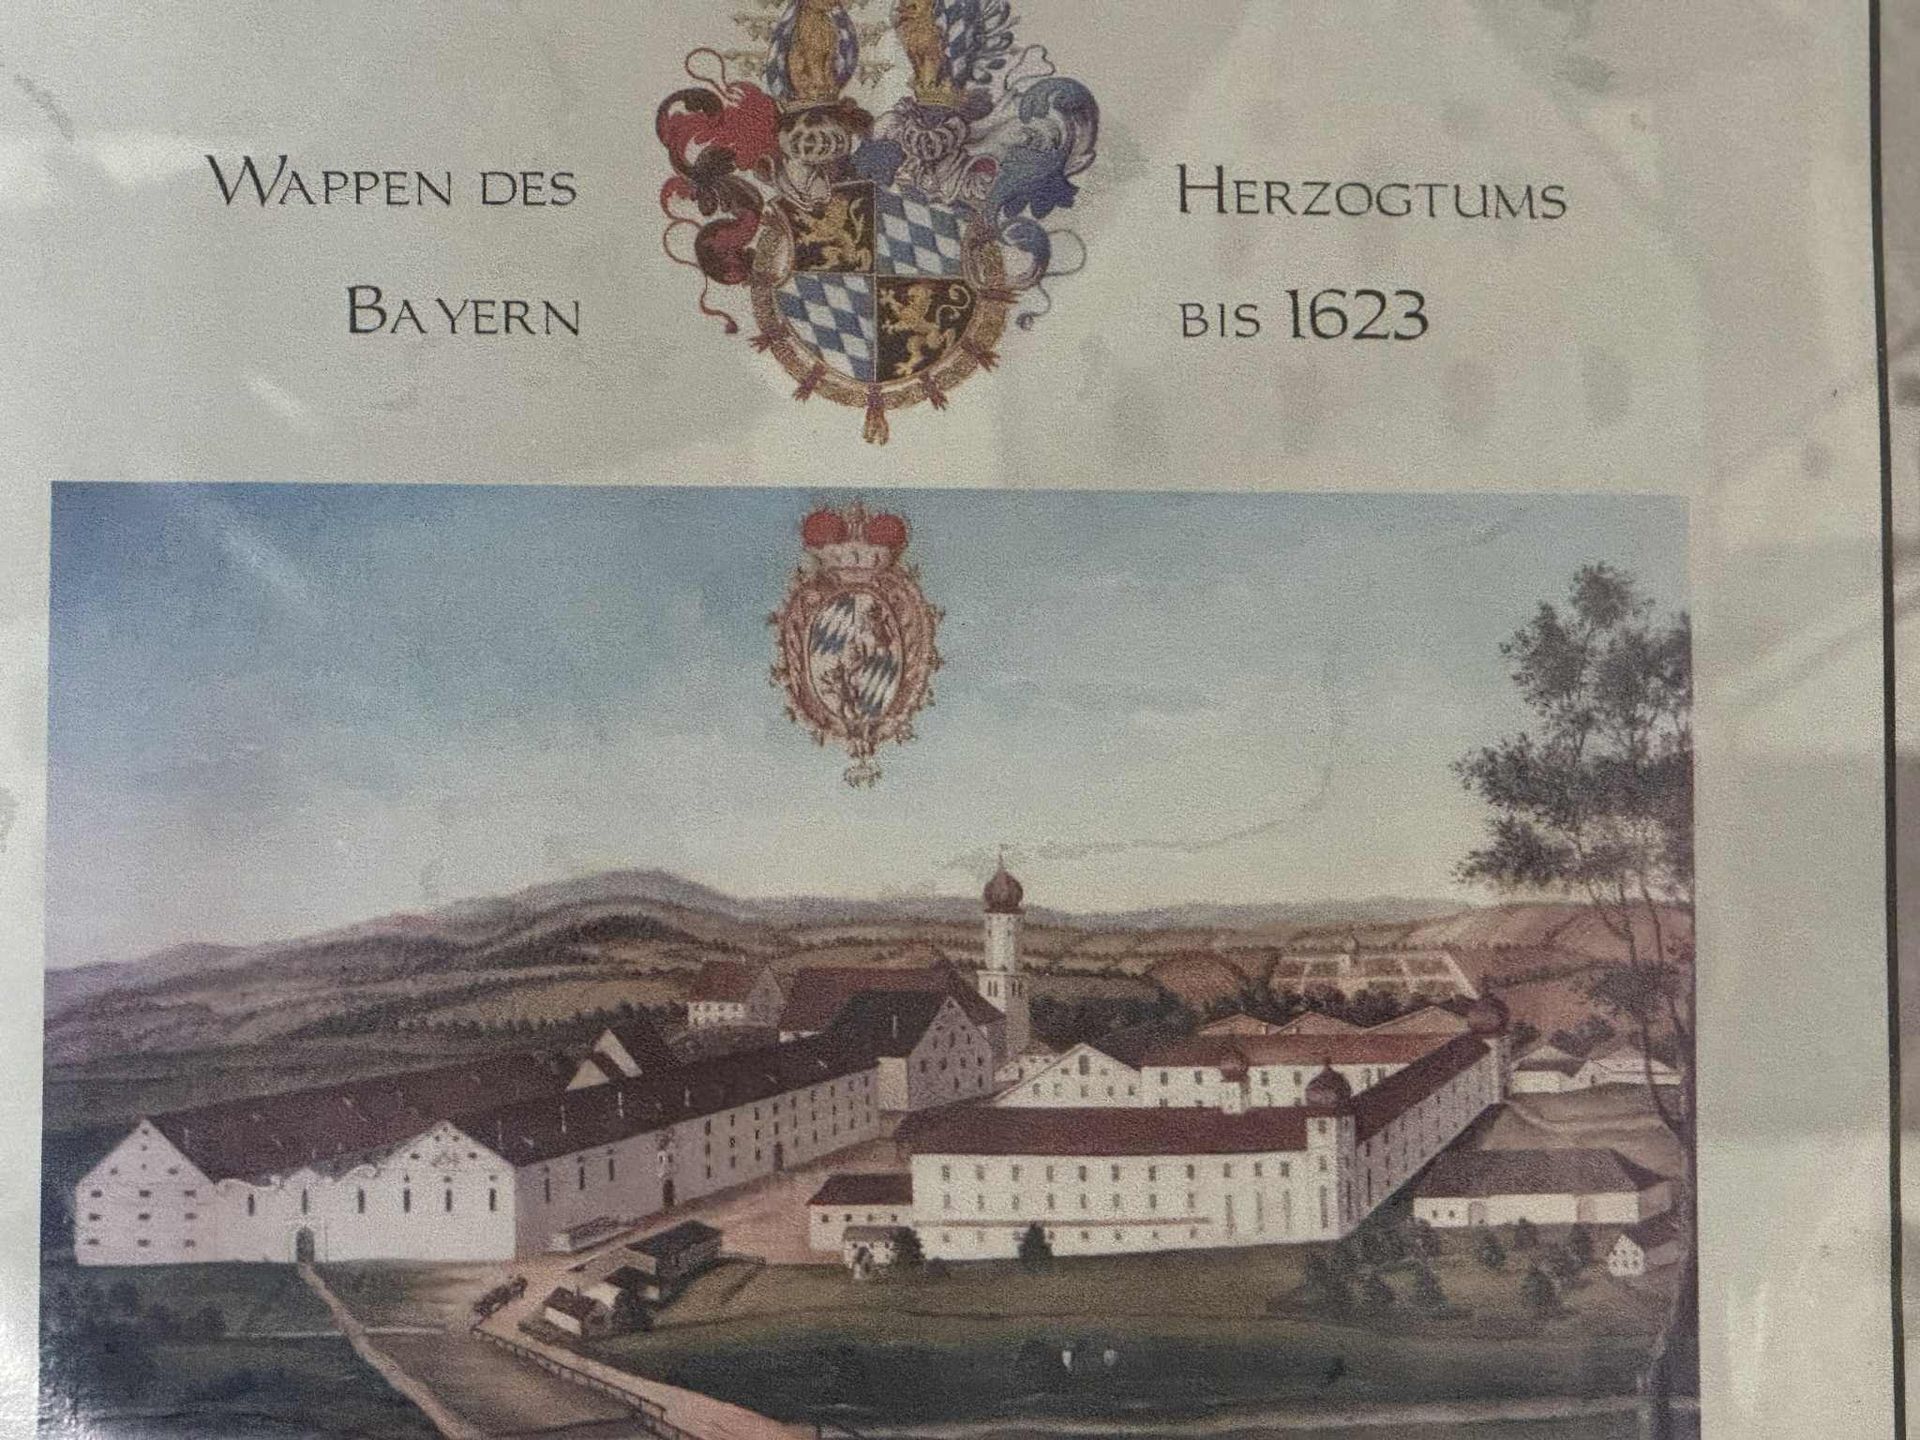 WAPPEN DES HERZOGTUMS
BAYERN BIS 1623